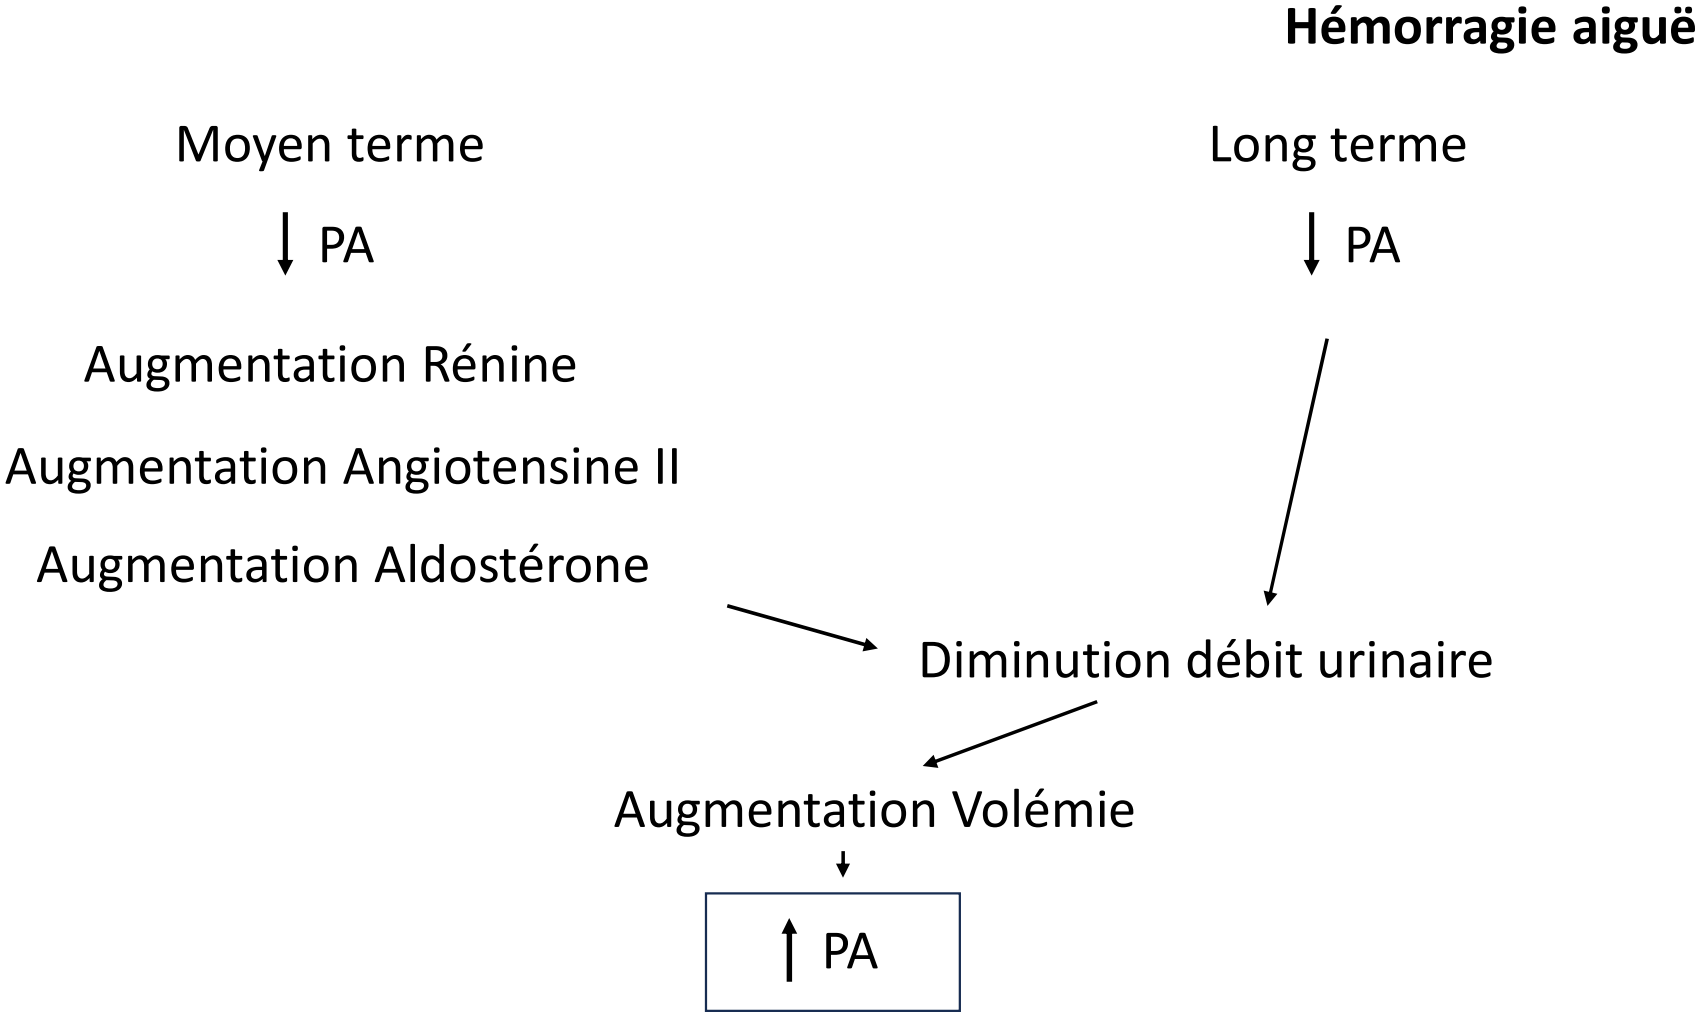 Hémorragie aiguë
Moyen terme
Long terme
PA
PA
Augmentation Rénine
Augmentation Angiotensine II
Augmentation Aldostérone
Diminution débit urinaire
Augmentation Volémie
PA